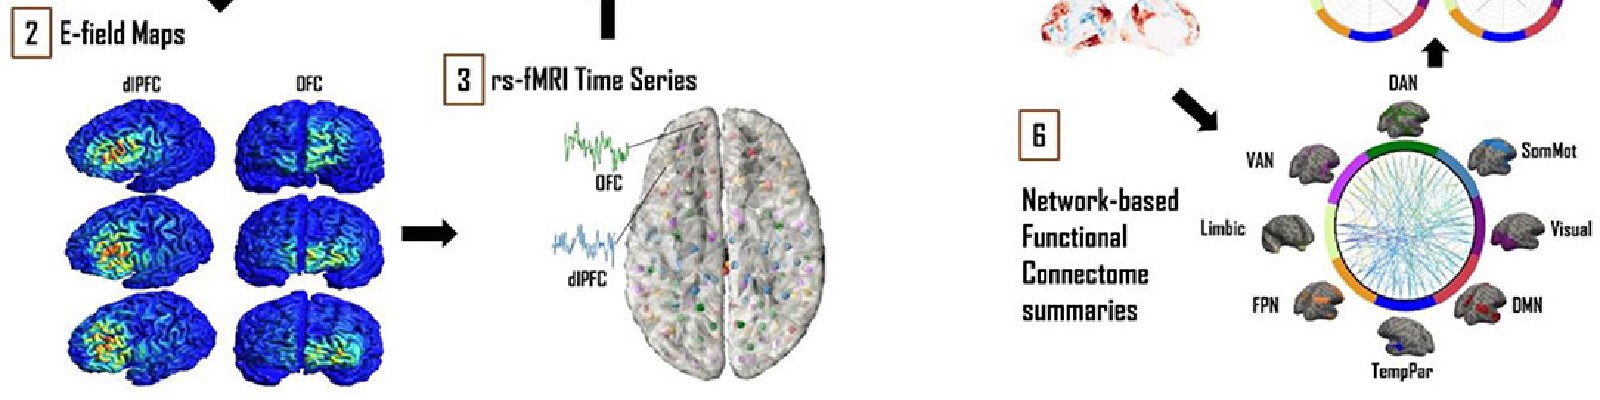 2 E-field Maps
dlPFC OFC
3 rs-fMRI Time Series
OFC
dlPFC
6
Network-based
Functional
Connectome
summaries
DAN
VAN
SomMot
Limbic
Visual
FPN
DMN
TempPar